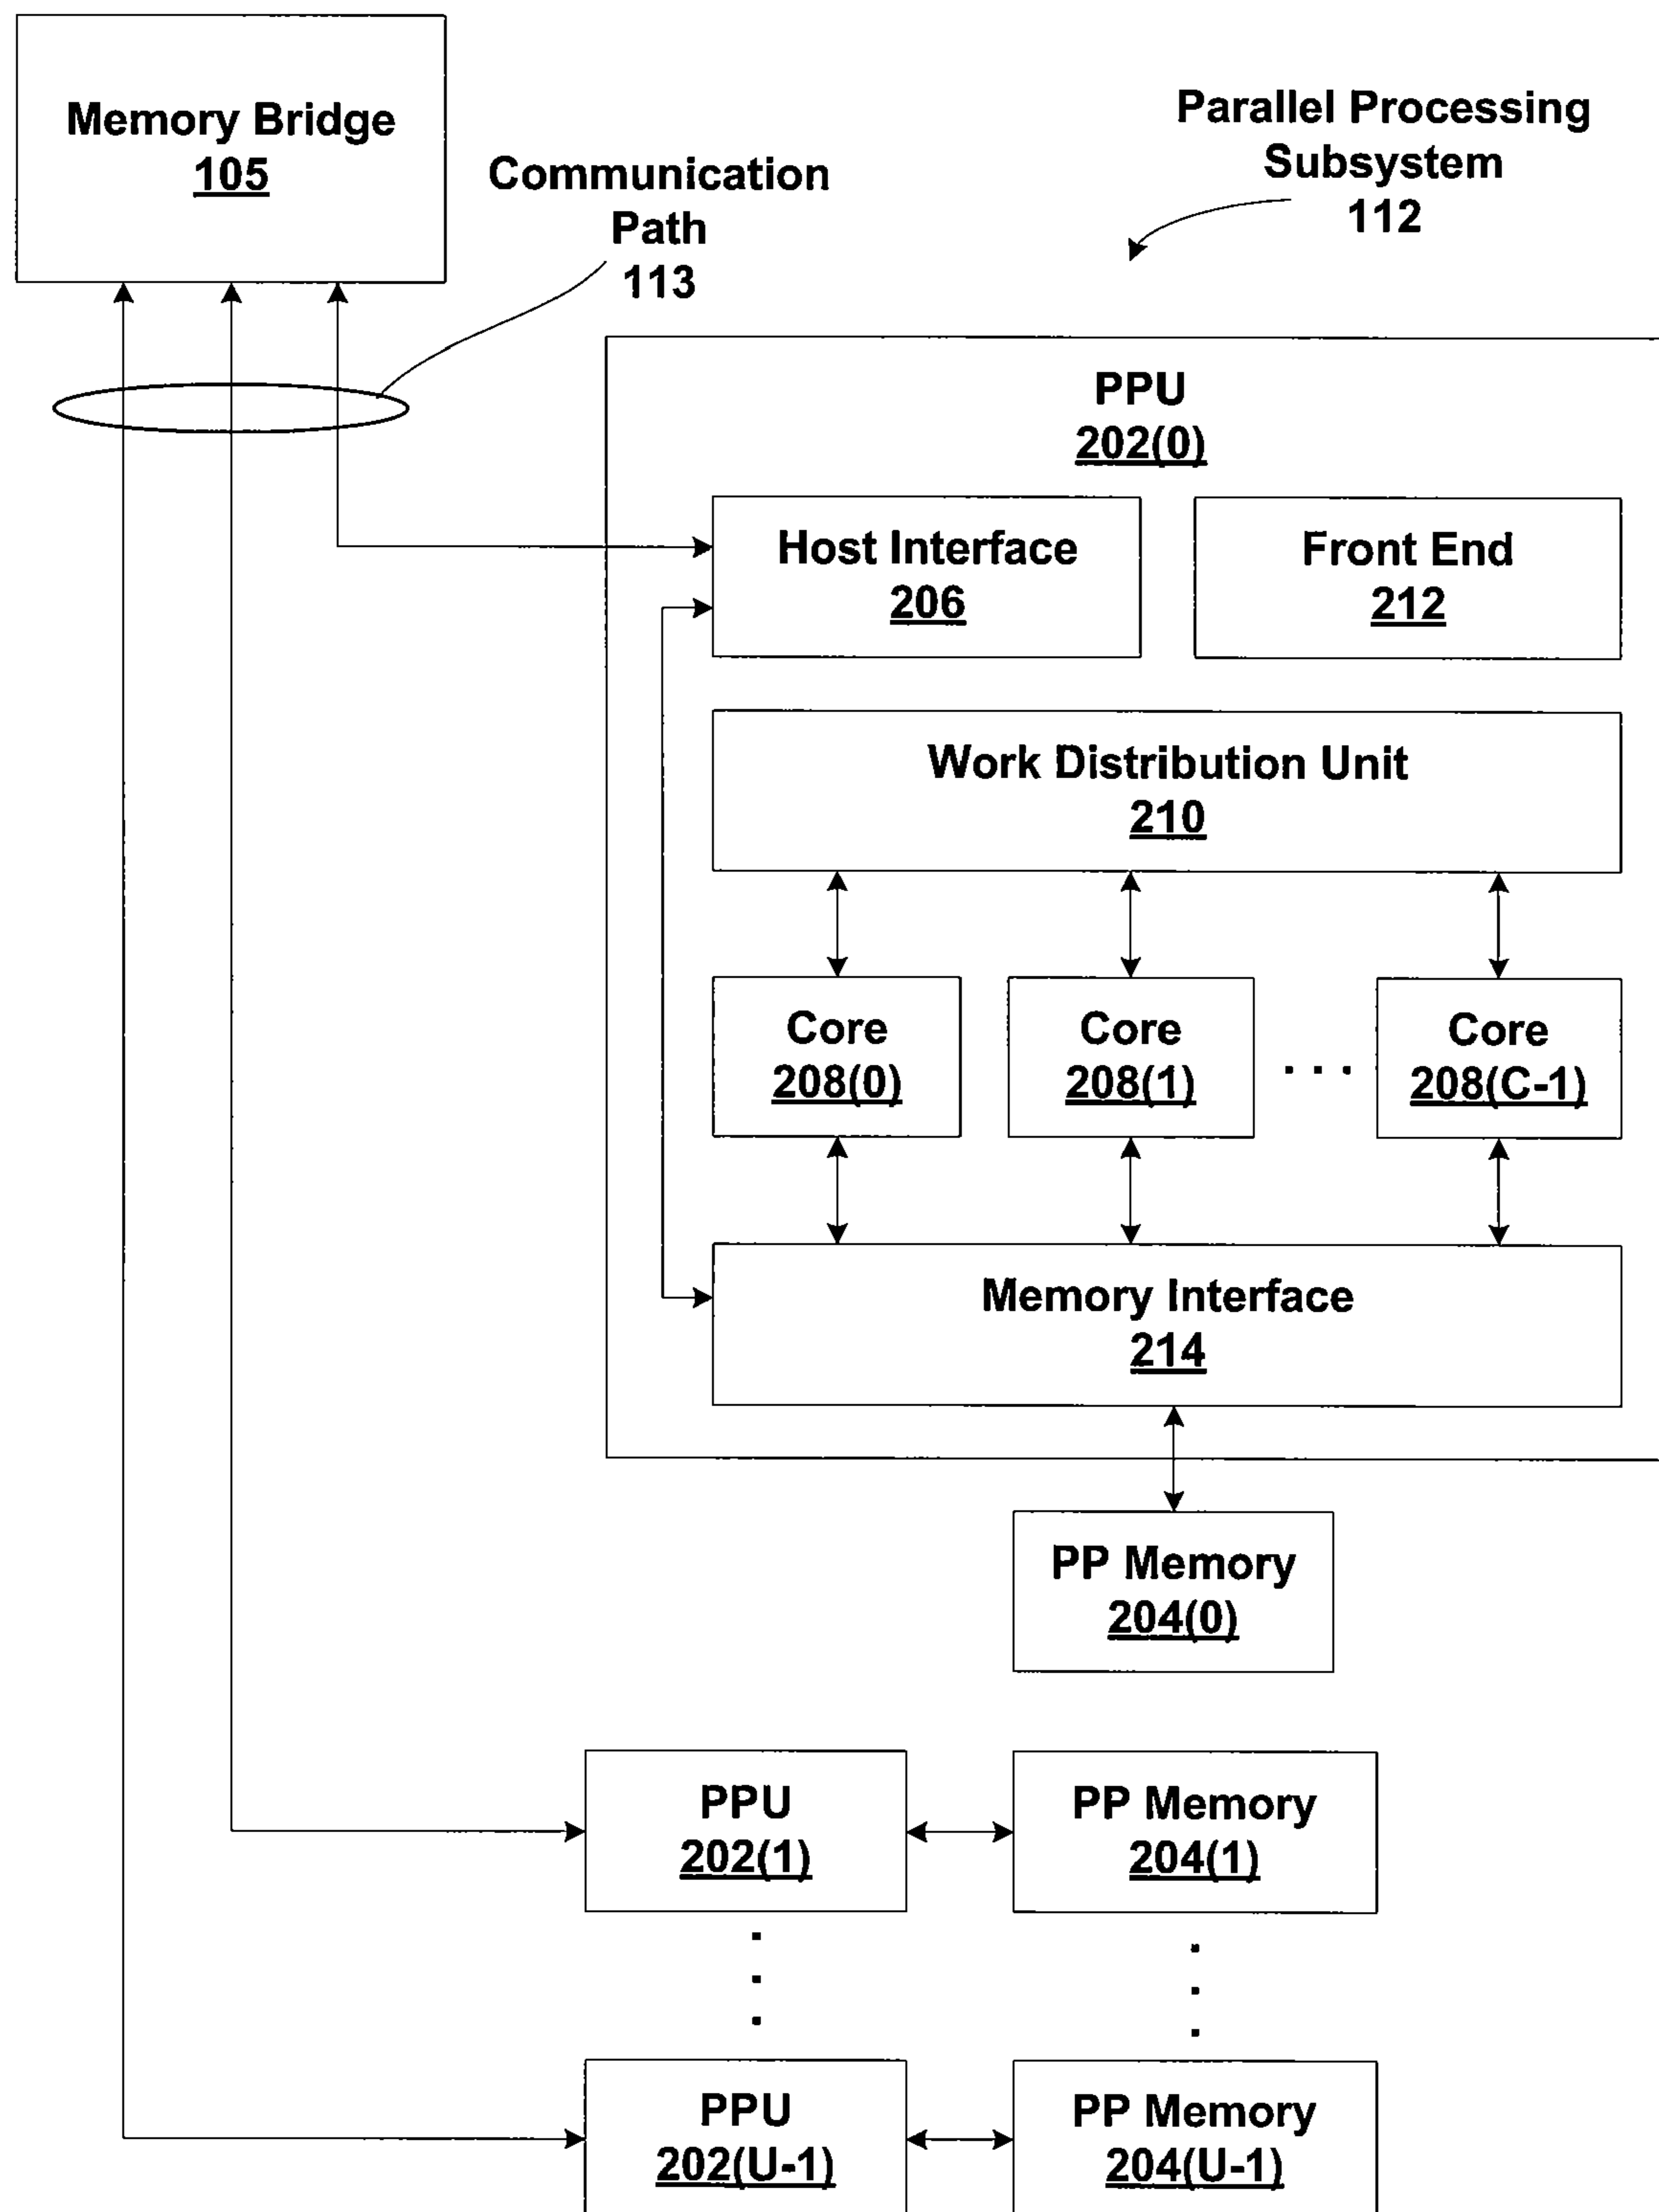 Memory Bridge
105
Communication
Path
113
Parallel Processing
Subsystem
112
PPU
202(0)
Host Interface
206
Front End
212
Work Distribution Unit
210
Core
208(0)
Core
208(1)
. . .
Core
208(C-1)
Memory Interface
214
PP Memory
204(0)
PPU
202(1)
PP Memory
204(1)
PPU
202(U-1)
PP Memory
204(U-1)